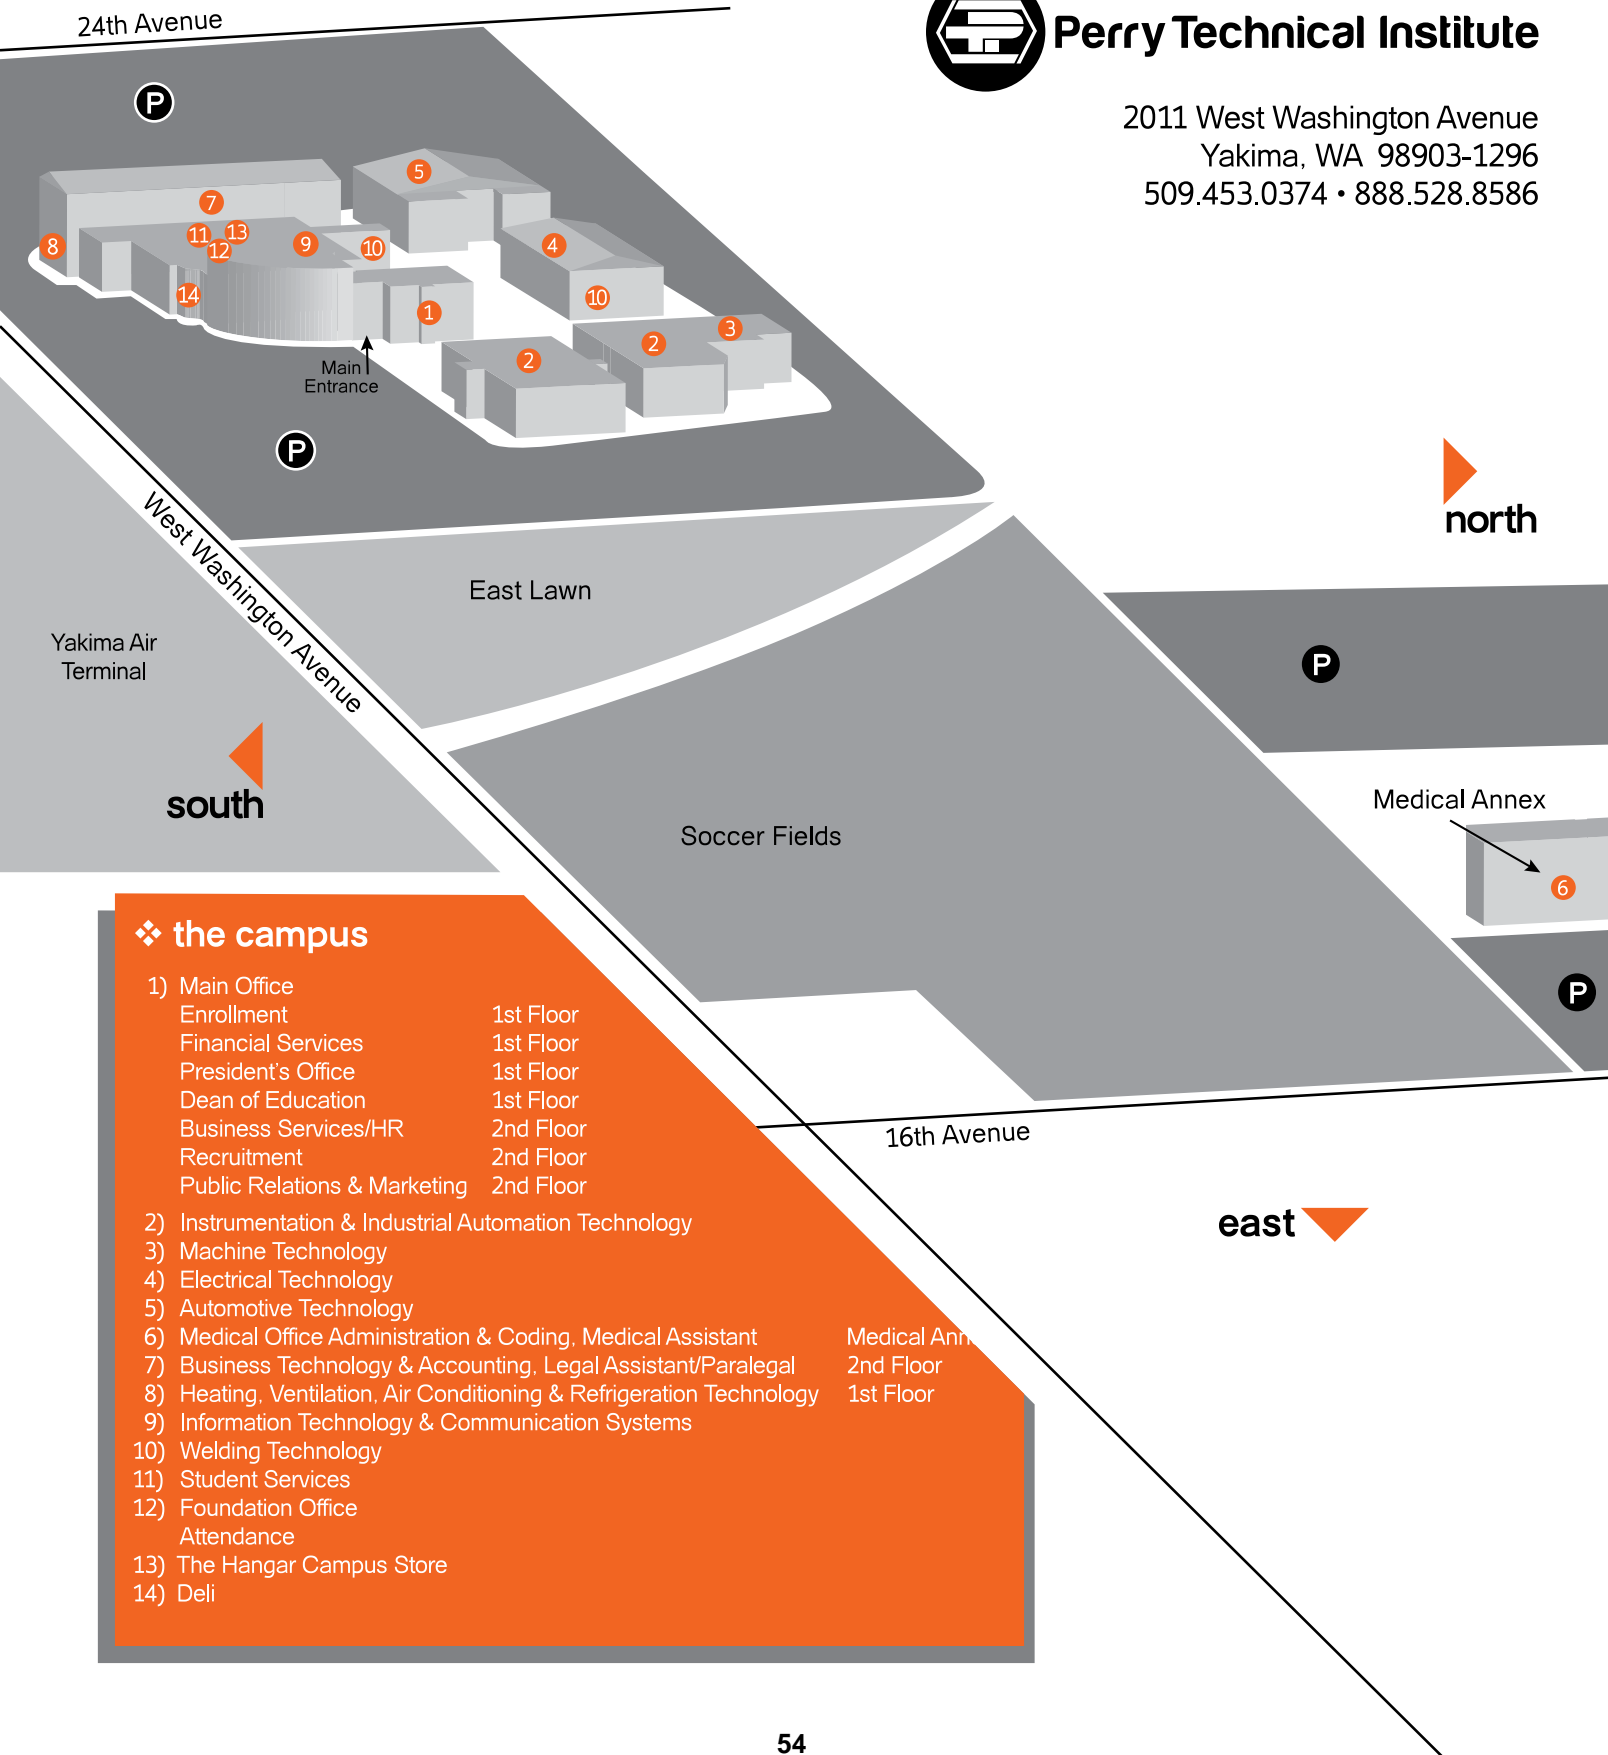 24th Avenue
Perry Technical Institute
2011 West Washington Avenue
Yakima, WA 98903-1296
509.453.0374 • 888.528.8586
P
5
7
11
13
12
9
10
8
4
14
10
1
3
2
2
Main
Entrance
P
north
West Washington Avenue
East Lawn
Yakima Air
Terminal
P
south
Medical Annex
Soccer Fields
6
P
❖ the campus
1) Main Office
Enrollment 1st Floor
Financial Services 1st Floor
President's Office 1st Floor
Dean of Education 1st Floor
Business Services/HR 2nd Floor
Recruitment 2nd Floor
Public Relations & Marketing 2nd Floor
2) Instrumentation & Industrial Automation Technology
3) Machine Technology
4) Electrical Technology
5) Automotive Technology
6) Medical Office Administration & Coding, Medical Assistant Medical Ann
7) Business Technology & Accounting, Legal Assistant/Paralegal 2nd Floor
8) Heating, Ventilation, Air Conditioning & Refrigeration Technology 1st Floor
9) Information Technology & Communication Systems
10) Welding Technology
11) Student Services
12) Foundation Office
Attendance
13) The Hangar Campus Store
14) Deli
16th Avenue
east
54